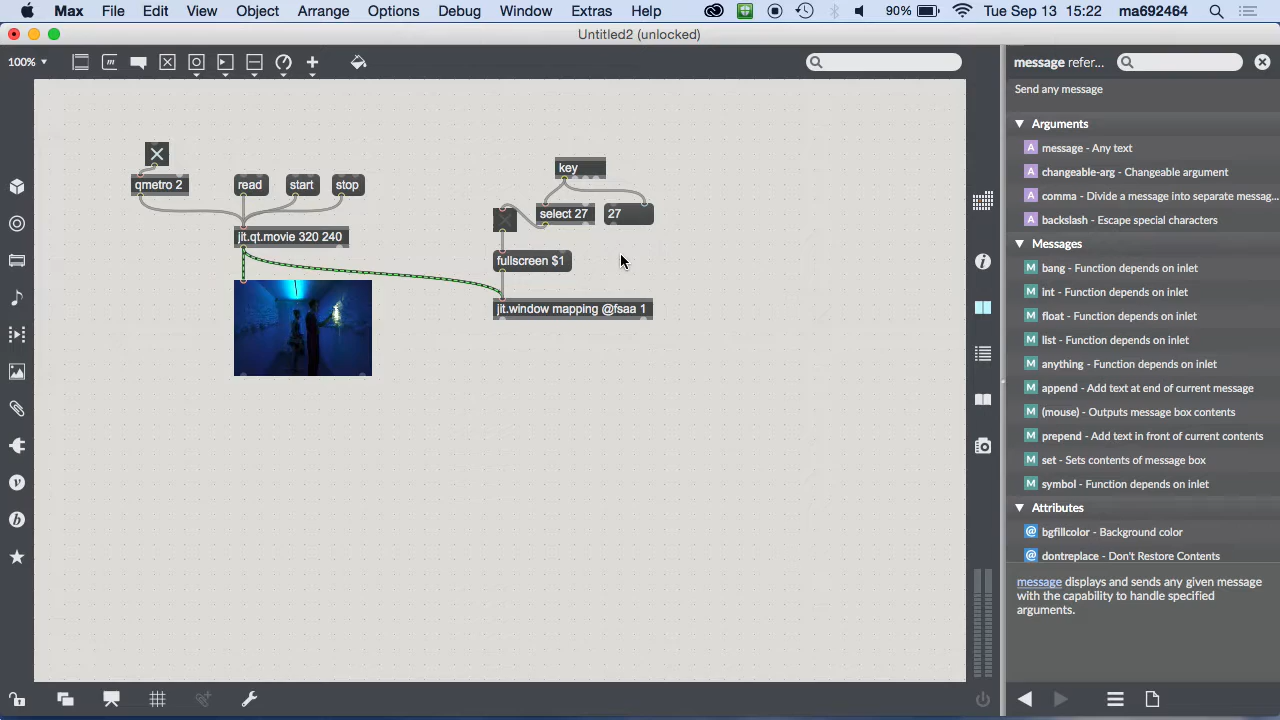 Max File Edit View Object Arrange Options Debug Window Extras Help 90% Tue Sep 13 15:22 ma692464
Untitled2 (unlocked)
100%
message refer...
Send any message
Arguments
A message - Any text
A changeable-arg - Changeable argument
A comma - Divide a message into separate messag...
A backslash - Escape special characters
Messages
M bang - Function depends on inlet
M int - Function depends on inlet
M float - Function depends on inlet
M list - Function depends on inlet
M anything - Function depends on inlet
M append - Add text at end of current message
M (mouse) - Outputs message box contents
M prepend - Add text in front of current contents
M set - Sets contents of message box
M symbol - Function depends on inlet
Attributes
@ bgfillcolor - Background color
@ dontreplace - Don't Restore Contents
message displays and sends any given message
with the capability to handle specified
arguments.
qmetro 2
read
start
stop
jit.qt.movie 320 240
key
select 27
27
fullscreen $1
jit.window mapping @fsaa 1